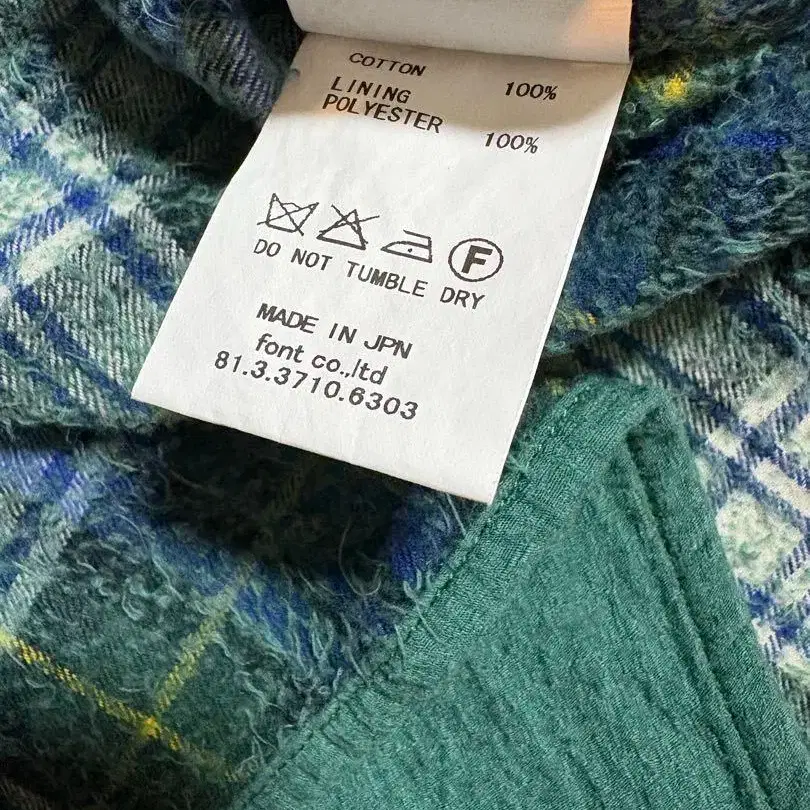 COTTON 100%
LINING
POLYESTER 100%
F
DO NOT TUMBLE DRY
MADE IN JPN
font co.,ltd
81.3.3710.6303